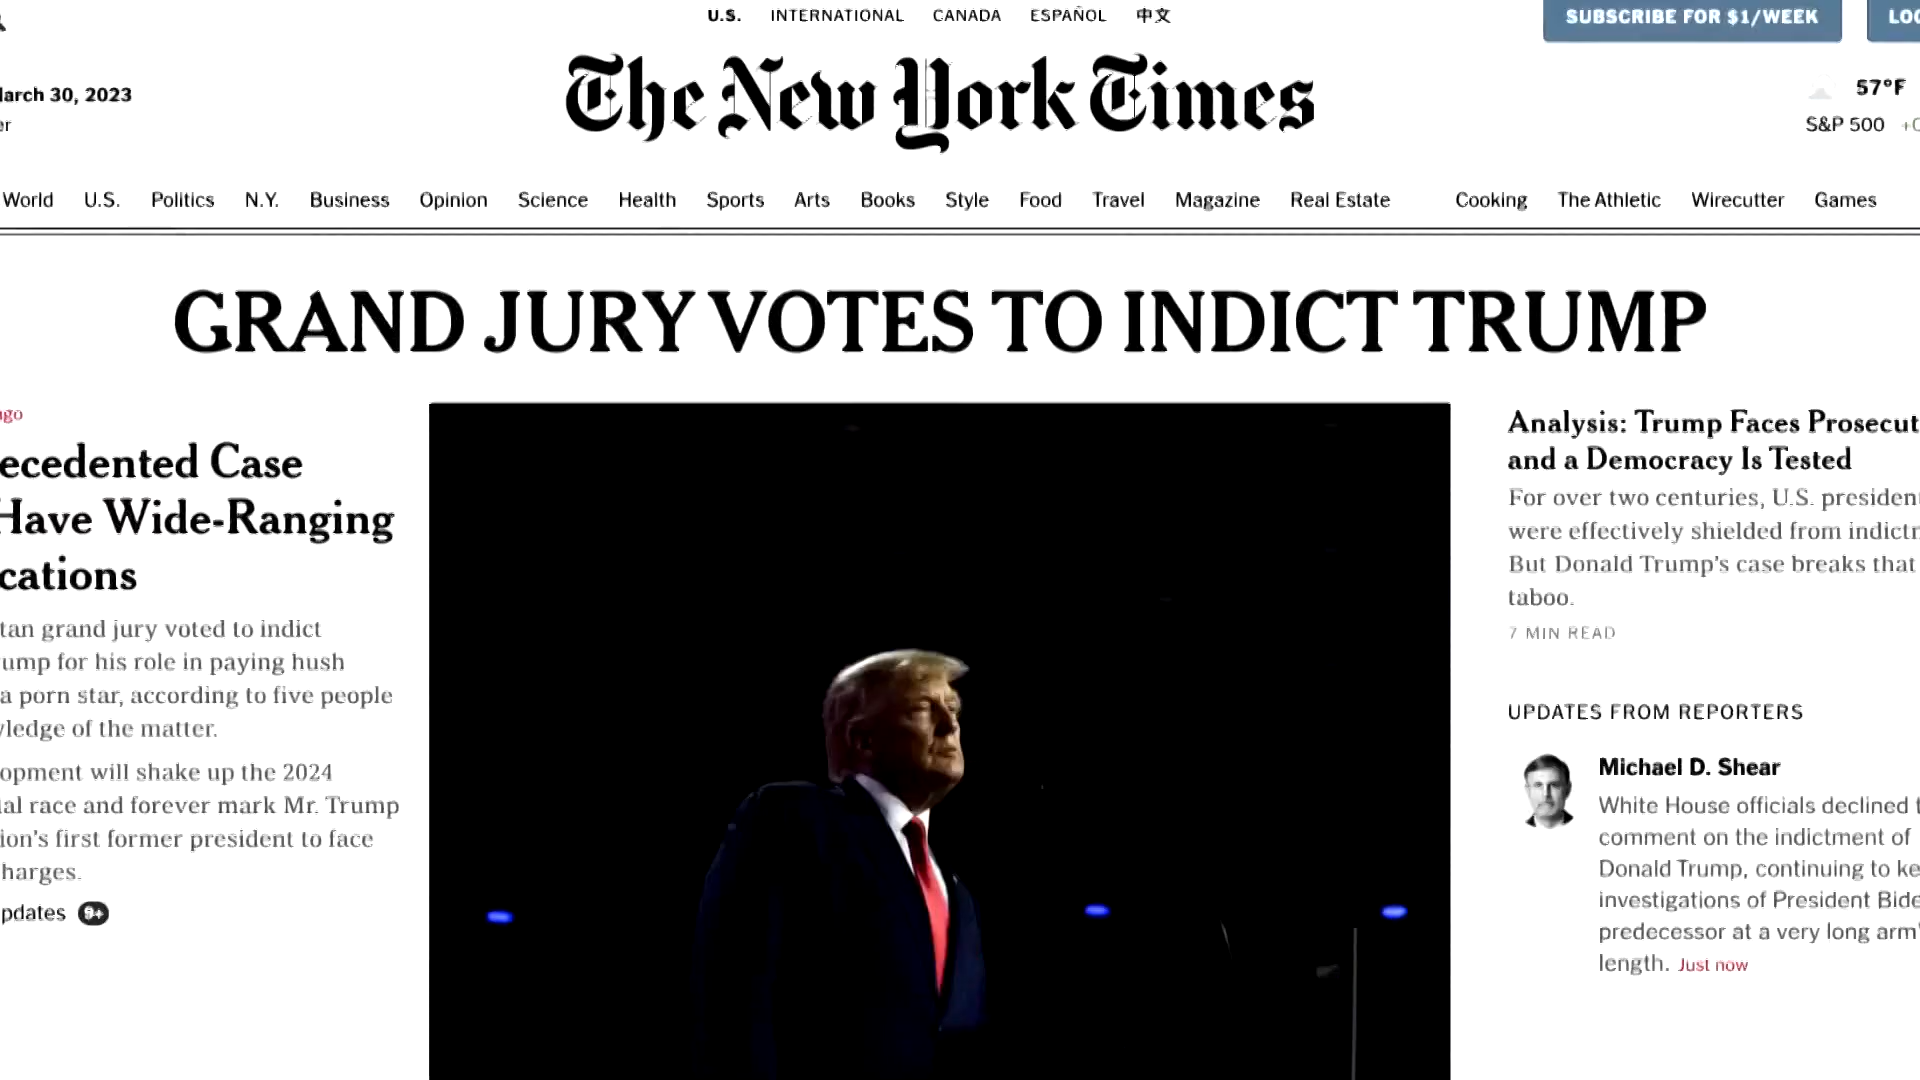 U.S. INTERNATIONAL CANADA ESPAÑOL 中文
SUBSCRIBE FOR $1/WEEK
March 30, 2023
The New York Times
57°F
S&P 500
World U.S. Politics N.Y. Business Opinion Science Health Sports Arts Books Style Food Travel Magazine Real Estate Cooking The Athletic Wirecutter Games
GRAND JURY VOTES TO INDICT TRUMP
ago
ecedented Case
Have Wide-Ranging
cations
tan grand jury voted to indict
ump for his role in paying hush
a porn star, according to five people
ledge of the matter.
opment will shake up the 2024
ial race and forever mark Mr. Trump
ion's first former president to face
harges.
pdates 9+
Analysis: Trump Faces Prosecut
and a Democracy Is Tested
For over two centuries, U.S. presiden
were effectively shielded from indictm
But Donald Trump's case breaks that
taboo.
7 MIN READ
UPDATES FROM REPORTERS
Michael D. Shear
White House officials declined t
comment on the indictment of
Donald Trump, continuing to ke
investigations of President Bide
predecessor at a very long arm'
length. Just now